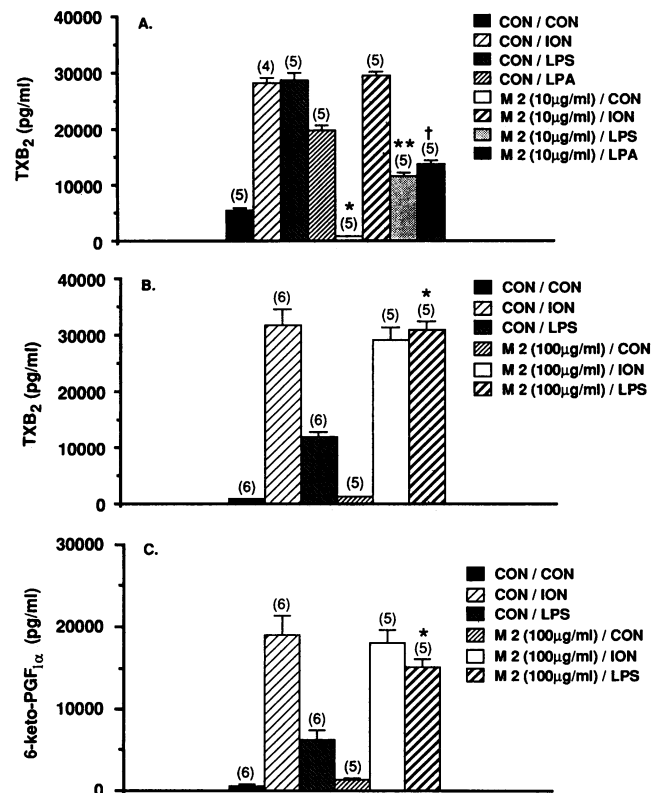 A.
TXB2 (pg/ml)
40000
30000
20000
10000
0
(5)
(4)
(5)
(5)
*
(5)
(5)
**
(5)
†
(5)
CON / CON
CON / ION
CON / LPS
CON / LPA
M 2 (10µg/ml) / CON
M 2 (10µg/ml) / ION
M 2 (10µg/ml) / LPS
M 2 (10µg/ml) / LPA
B.
TXB2 (pg/ml)
40000
30000
20000
10000
0
(6)
(6)
(6)
(5)
(5)
*
(5)
CON / CON
CON / ION
CON / LPS
M 2 (100µg/ml) / CON
M 2 (100µg/ml) / ION
M 2 (100µg/ml) / LPS
C.
6-keto-PGF1α (pg/ml)
30000
20000
10000
0
(6)
(6)
(6)
(5)
(5)
*
(5)
CON / CON
CON / ION
CON / LPS
M 2 (100µg/ml) / CON
M 2 (100µg/ml) / ION
M 2 (100µg/ml) / LPS